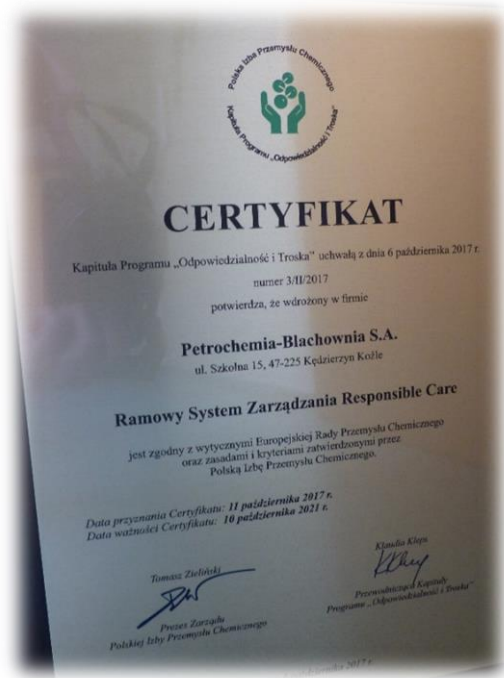 Polska Izba Przemysłu Chemicznego
Kapituła Programu „Odpowiedzialność i Troska"
CERTYFIKAT
Kapituła Programu „Odpowiedzialność i Troska" uchwałą z dnia 6 października 2017 r.
numer 3/II/2017
potwierdza, że wdrożony w firmie
Petrochemia-Blachownia S.A.
ul. Szkolna 15, 47-225 Kędzierzyn Koźle
Ramowy System Zarządzania Responsible Care
jest zgodny z wytycznymi Europejskiej Rady Przemysłu Chemicznego
oraz zasadami i kryteriami zatwierdzonymi przez
Polską Izbę Przemysłu Chemicznego.
Data przyznania Certyfikatu: 11 października 2017 r.
Data ważności Certyfikatu: 10 października 2021 r.
Tomasz Zieliński
Prezes Zarządu
Polskiej Izby Przemysłu Chemicznego
Klaudia Kleps
Przewodnicząca Kapituły
Programu „Odpowiedzialność i Troska"
października 2017 r.